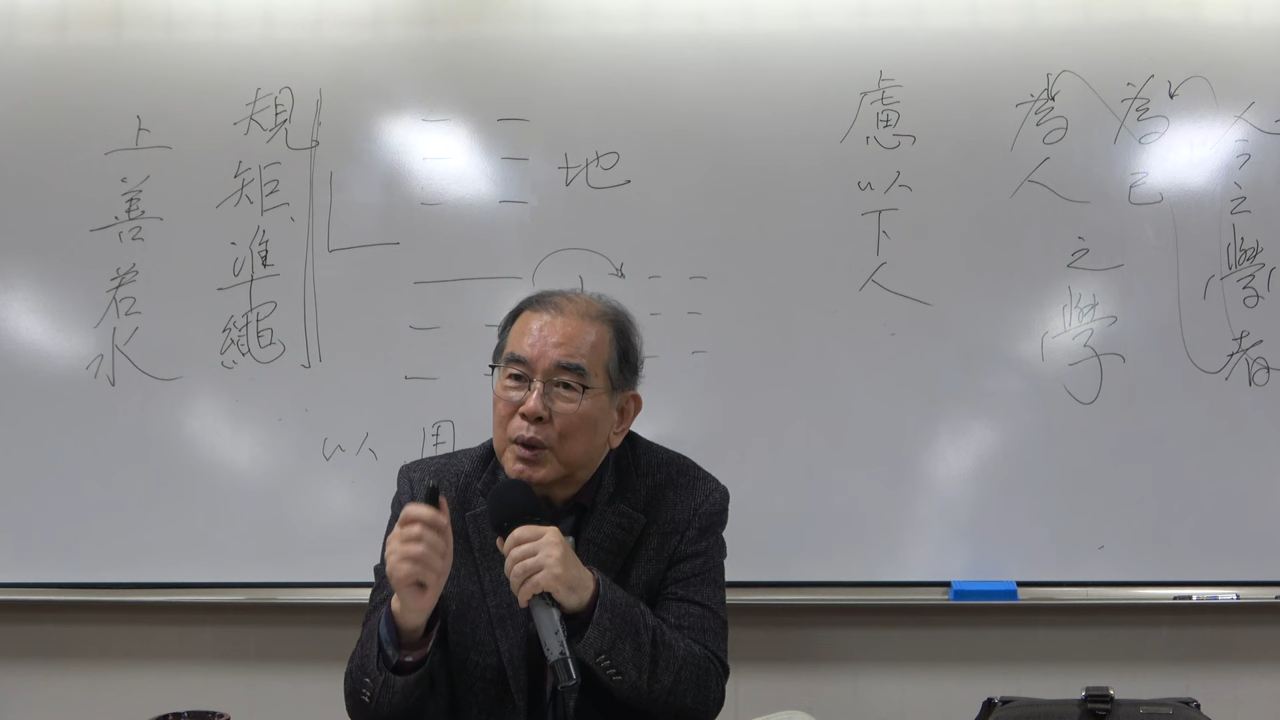 今之學者
為己
為人之學
慮以下人
地
規矩準繩
上善若水
以用